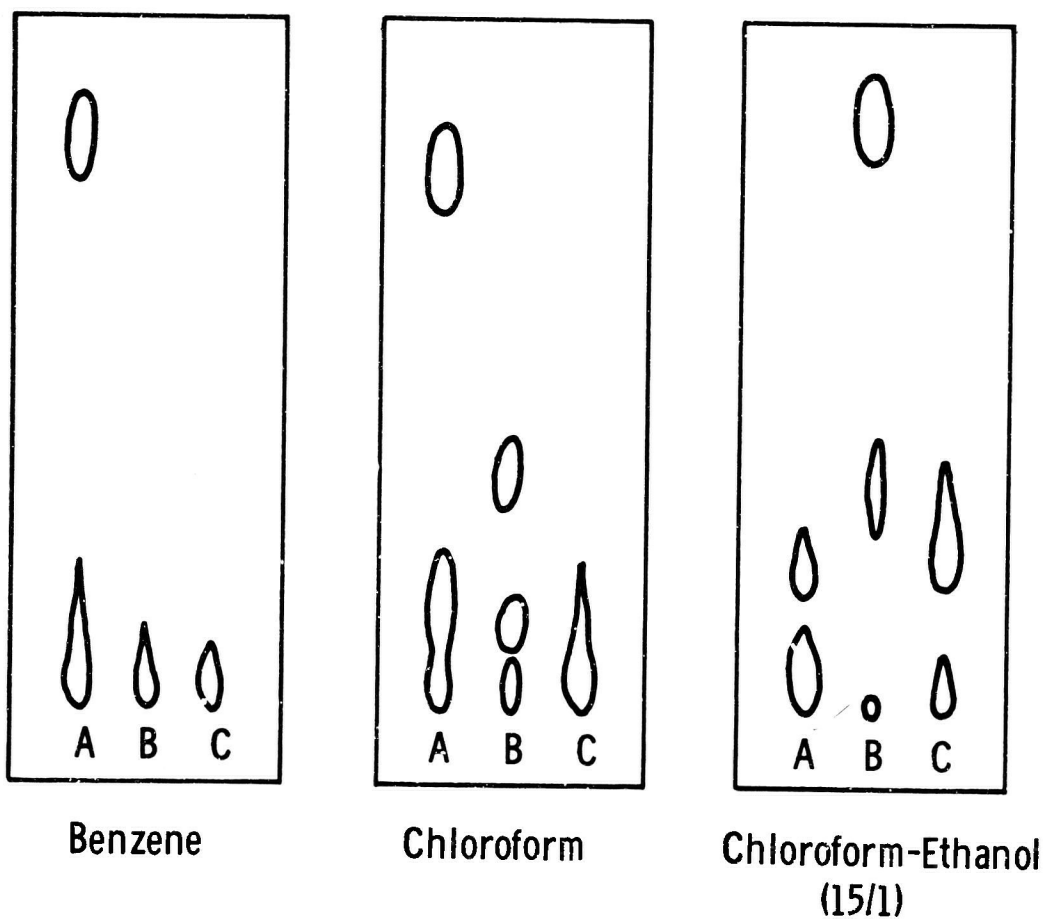 A B C
A B C
A B C
Benzene
Chloroform
Chloroform-Ethanol
(15/1)